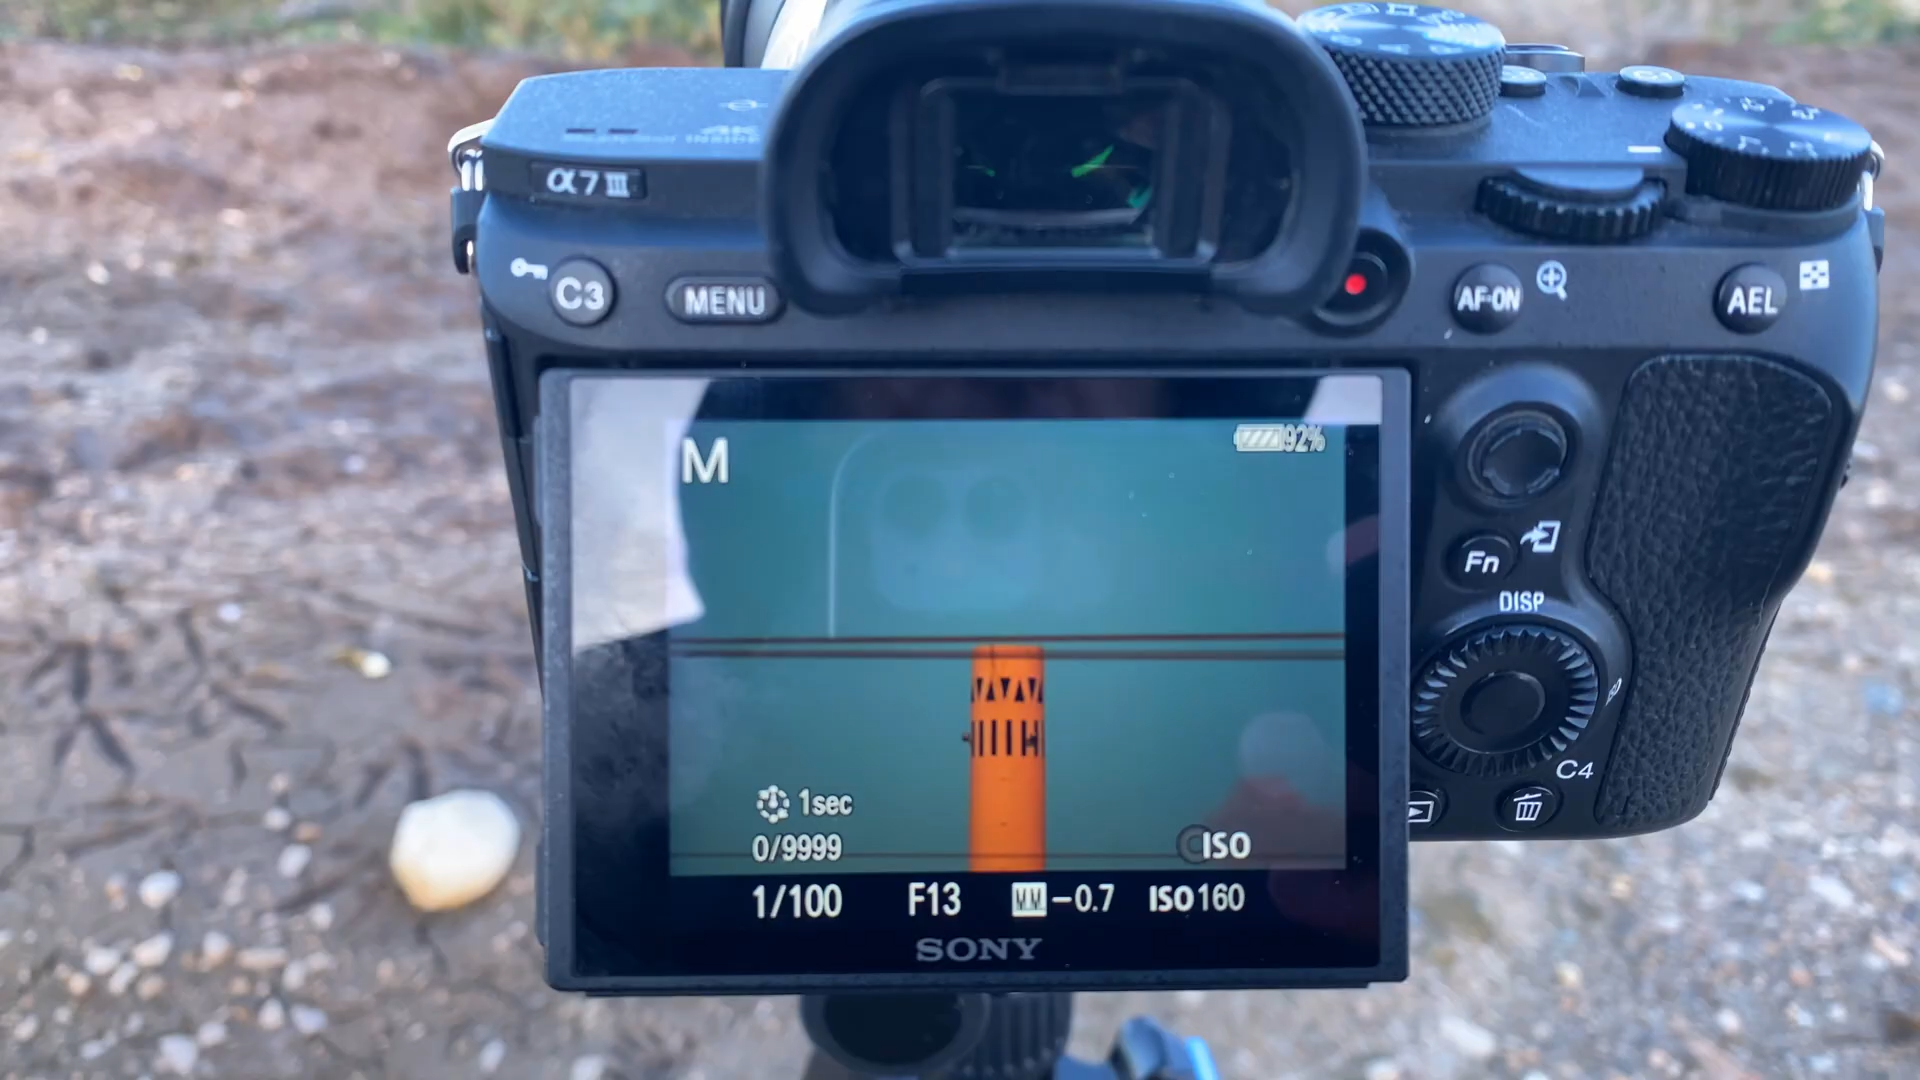 4K
α7III
C3
MENU
AF-ON
AEL
M
92%
Fn
DISP
1sec
0/9999
ISO
C4
1/100 F13 M.M. -0.7 ISO 160
SONY